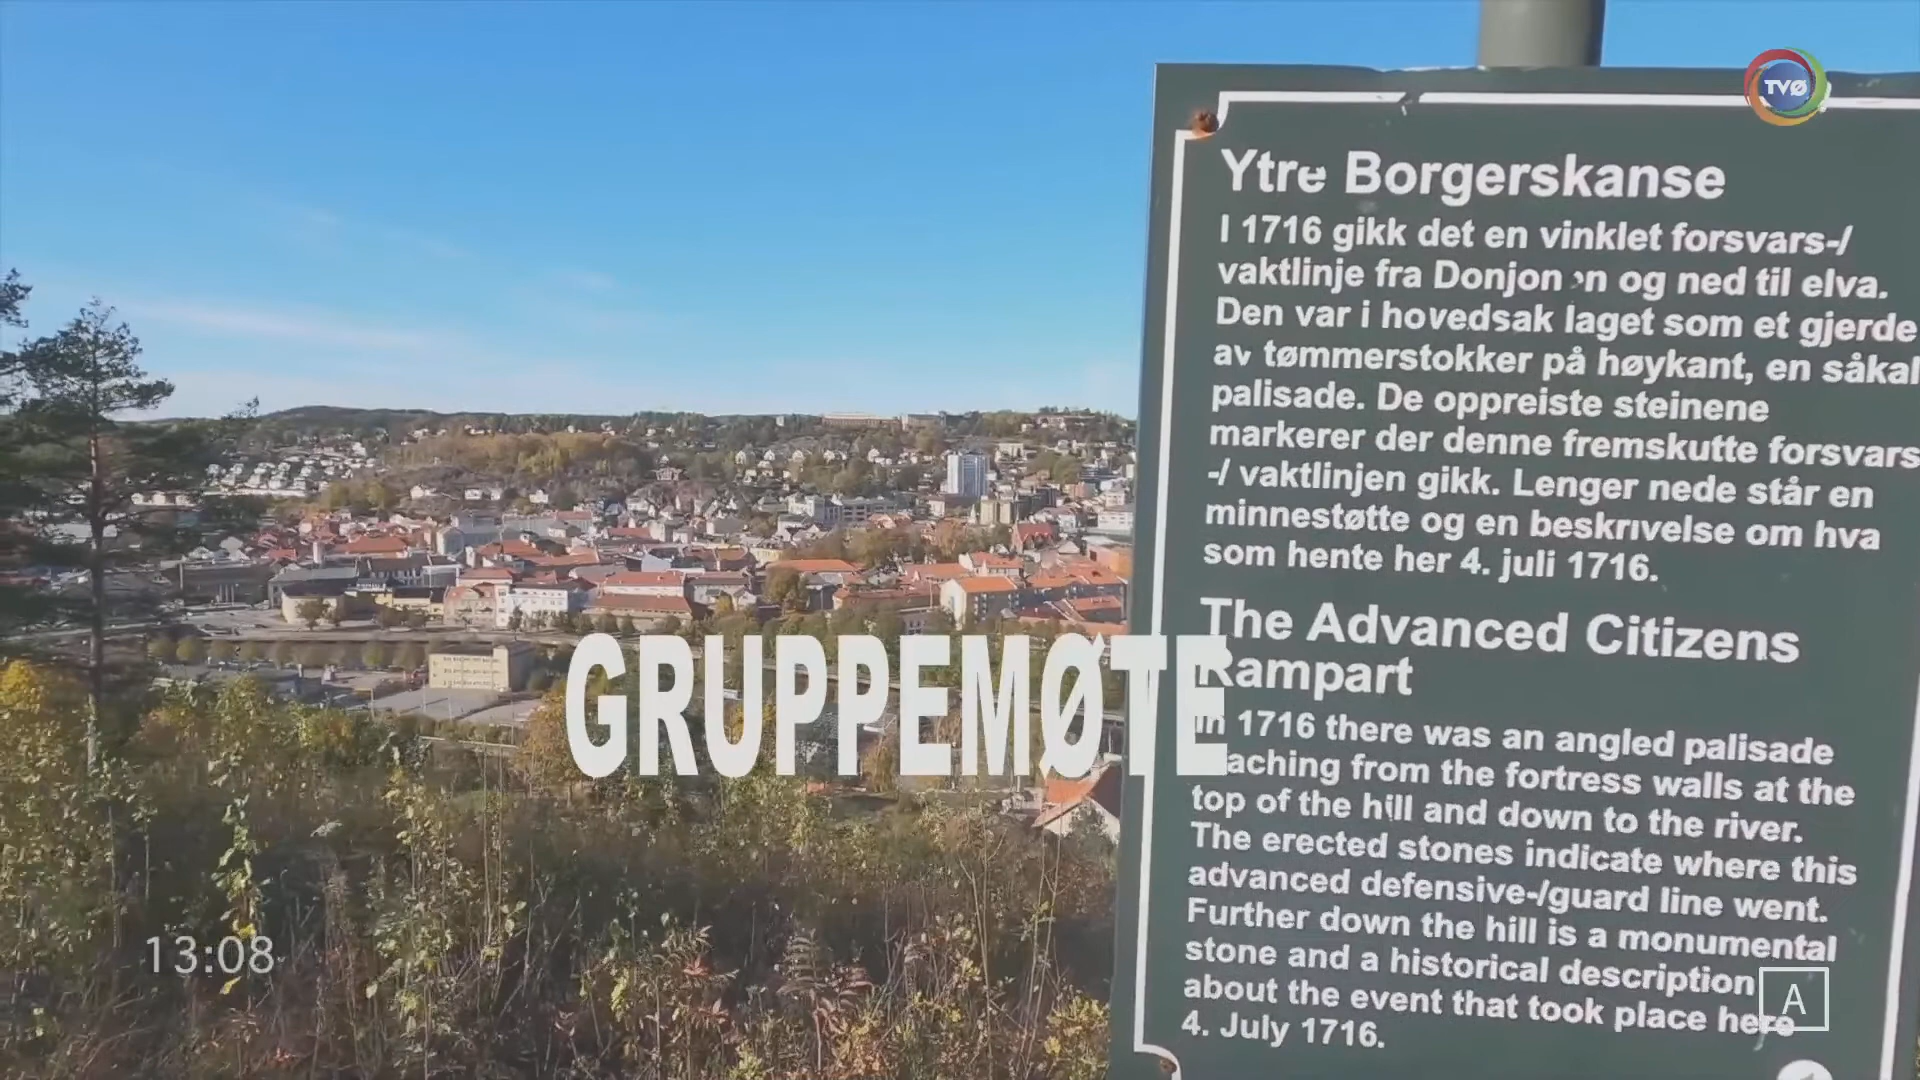 TVØ
Ytre Borgerskanse
I 1716 gikk det en vinklet forsvars-/
vaktlinje fra Donjon en og ned til elva.
Den var i hovedsak laget som et gjerde
av tømmerstokker på høykant, en såkal
palisade. De oppreiste steinene
markerer der denne fremskutte forsvars
-/ vaktlinjen gikk. Lenger nede står en
minnestøtte og en beskrivelse om hva
som hente her 4. juli 1716.
The Advanced Citizens
Rampart
In 1716 there was an angled palisade
aching from the fortress walls at the
top of the hill and down to the river.
The erected stones indicate where this
advanced defensive-/guard line went.
Further down the hill is a monumental
stone and a historical description
about the event that took place here
4. July 1716.
GRUPPEMØTE
13:08
A